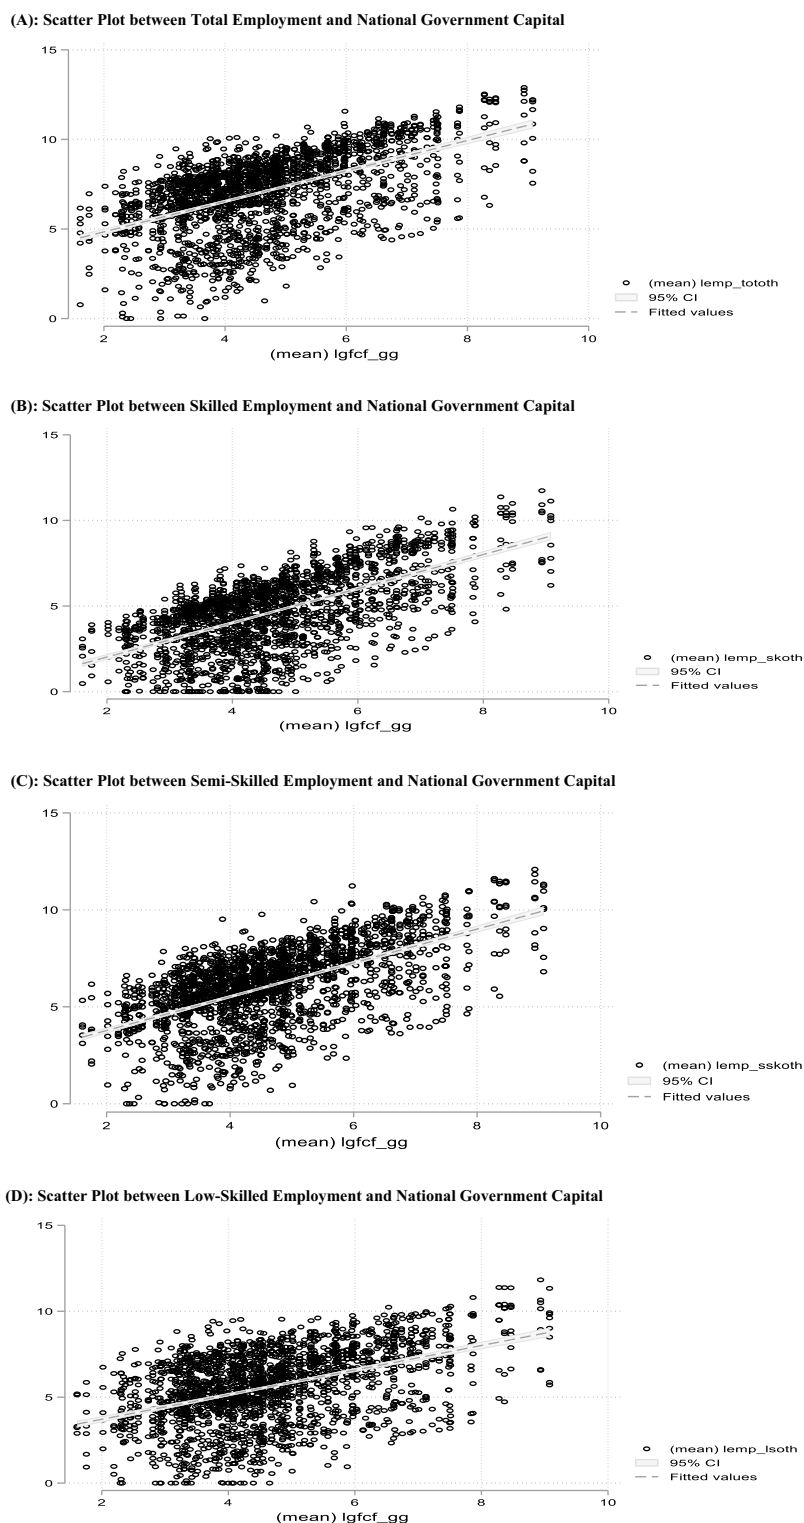 (A): Scatter Plot between Total Employment and National Government Capital
15
10
5
0
2 4 6 8 10
(mean) lgfcf_gg
(mean) lemp_tototh
95% CI
Fitted values
(B): Scatter Plot between Skilled Employment and National Government Capital
15
10
5
0
2 4 6 8 10
(mean) lgfcf_gg
(mean) lemp_skoth
95% CI
Fitted values
(C): Scatter Plot between Semi-Skilled Employment and National Government Capital
15
10
5
0
2 4 6 8 10
(mean) lgfcf_gg
(mean) lemp_sskoth
95% CI
Fitted values
(D): Scatter Plot between Low-Skilled Employment and National Government Capital
15
10
5
0
2 4 6 8 10
(mean) lgfcf_gg
(mean) lemp_lsoth
95% CI
Fitted values